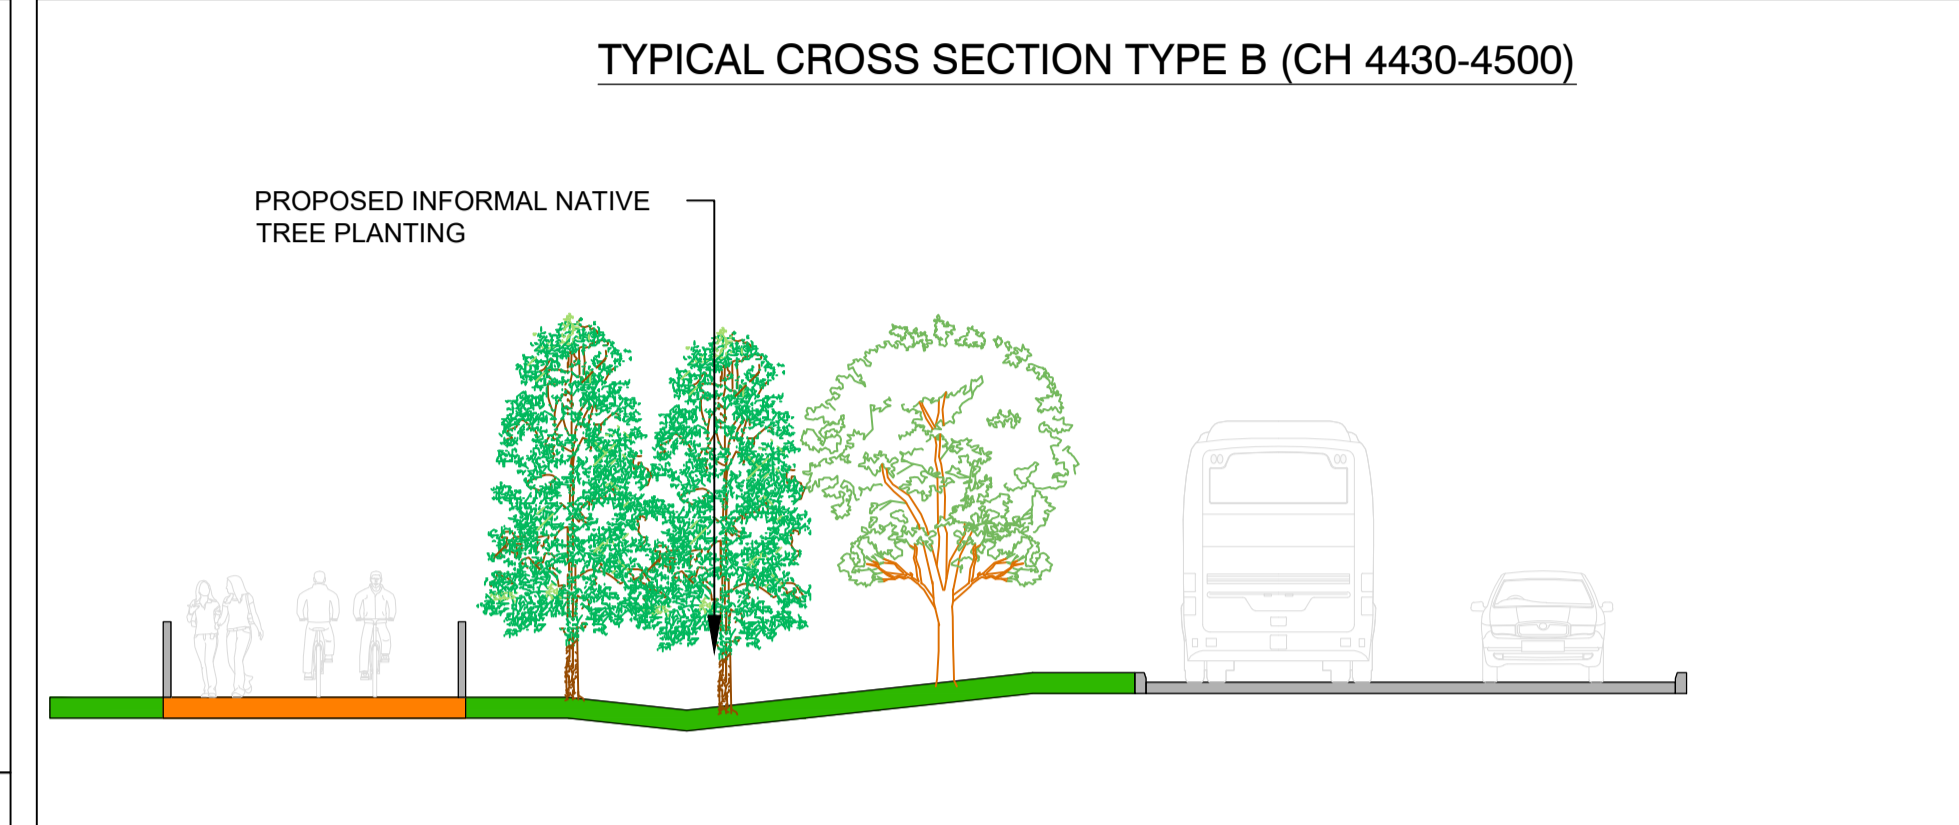 TYPICAL CROSS SECTION TYPE B (CH 4430-4500)
PROPOSED INFORMAL NATIVE
TREE PLANTING